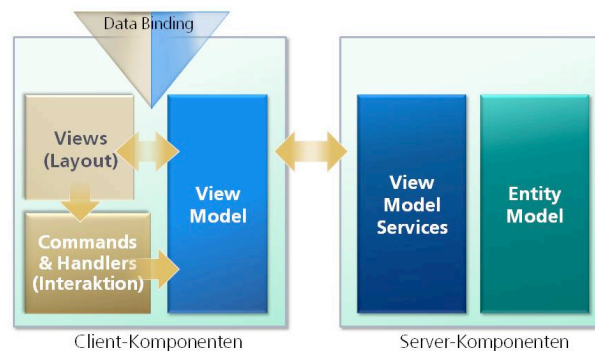 Data Binding
Views
(Layout)
Commands
& Handlers
(Interaktion)
View
Model
View
Model
Services
Entity
Model
Client-Komponenten
Server-Komponenten